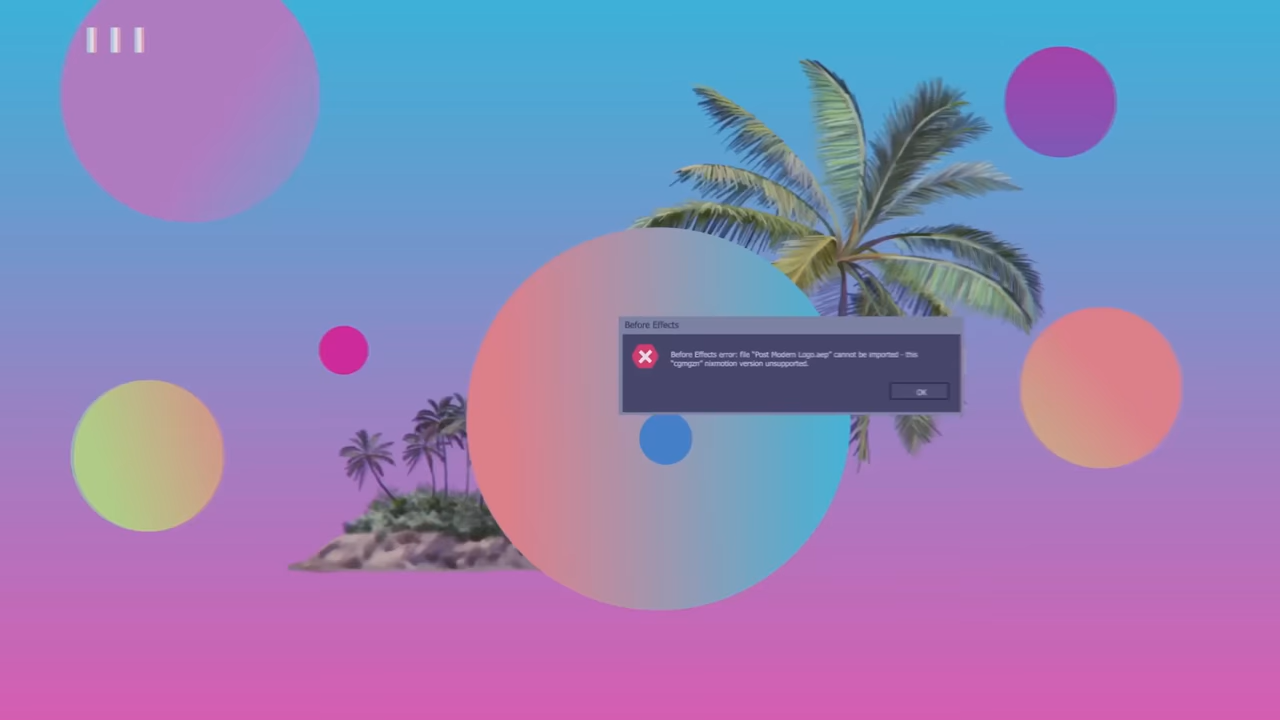 Before Effects
Before Effects error: file "Post Modern Logo.aep" cannot be imported - this
"cgmgzn" nixmotion version unsupported.
OK